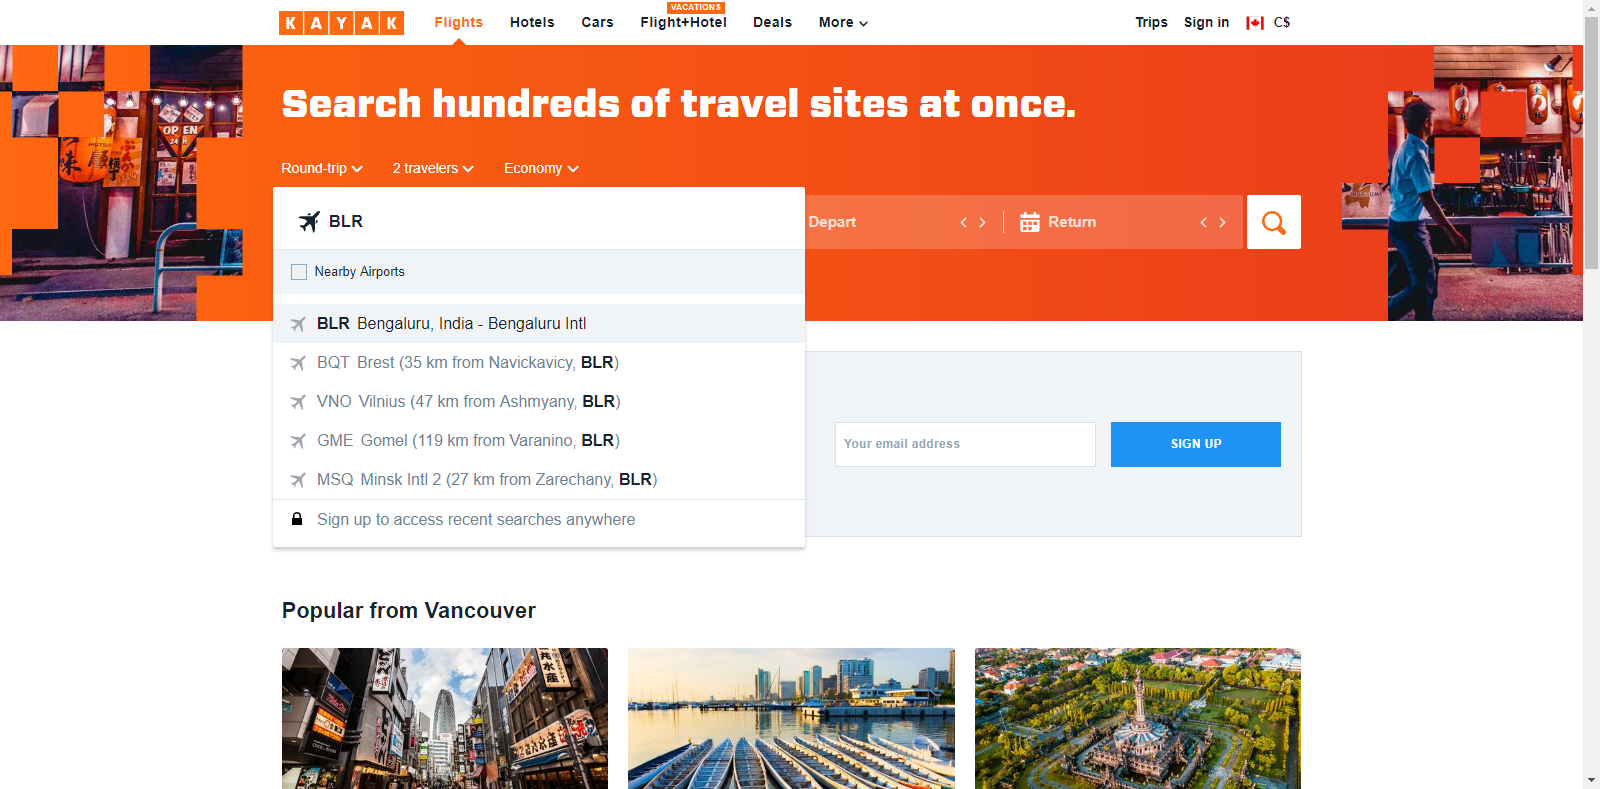 KAYAK
Flights
Hotels
Cars
VACATIONS
Flight+Hotel
Deals
More
Trips
Sign in
C$
Search hundreds of travel sites at once.
Round-trip
2 travelers
Economy
BLR
Depart
Return
Nearby Airports
BLR Bengaluru, India - Bengaluru Intl
BQT Brest (35 km from Navickavicy, BLR)
VNO Vilnius (47 km from Ashmyany, BLR)
GME Gomel (119 km from Varanino, BLR)
MSQ Minsk Intl 2 (27 km from Zarechany, BLR)
Sign up to access recent searches anywhere
Your email address
SIGN UP
Popular from Vancouver
OPEN